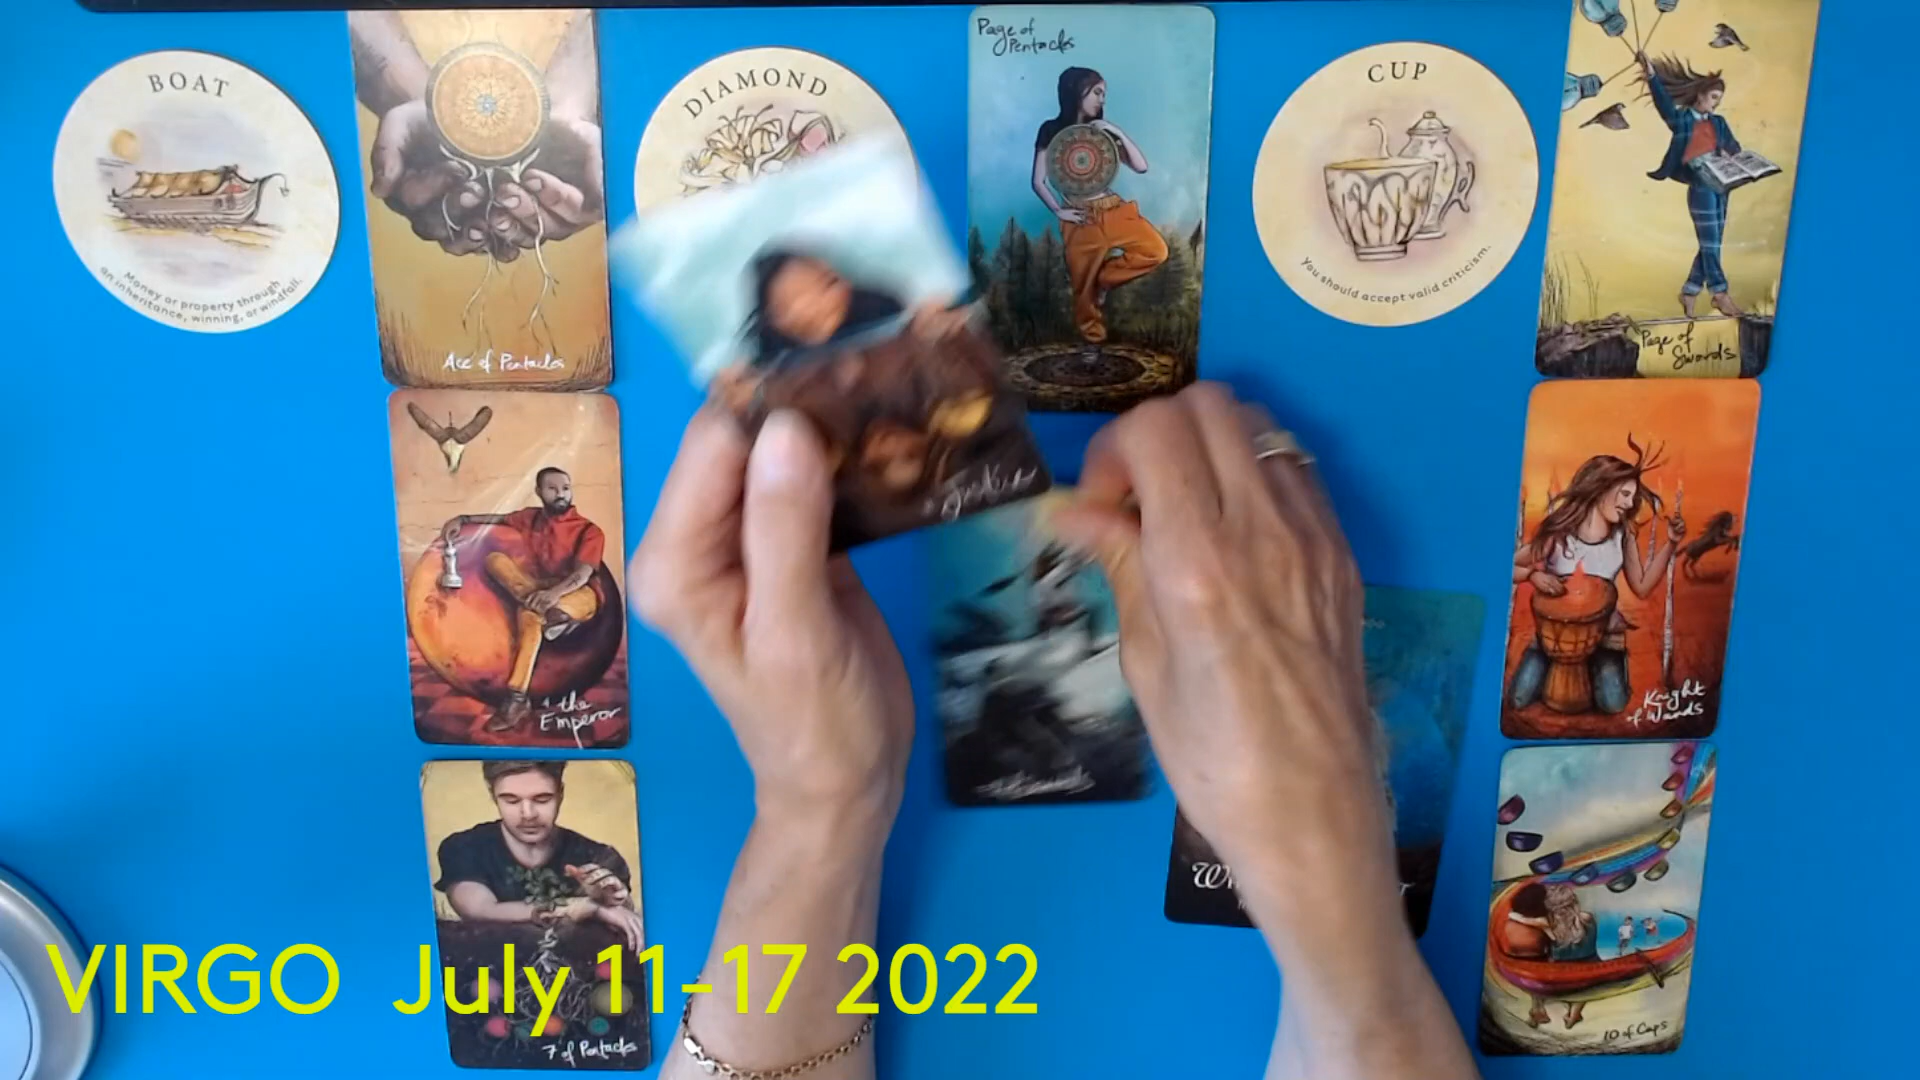 BOAT
Money or property through
an inheritance, winning, or windfall.
Ace of Pentacles
DIAMOND
Page of
Pentacles
CUP
You should accept valid criticism.
Page of
Swords
4 the
Emperor
Knight
of Wands
7 of Pentacles
10 of Cups
VIRGO July 11-17 2022